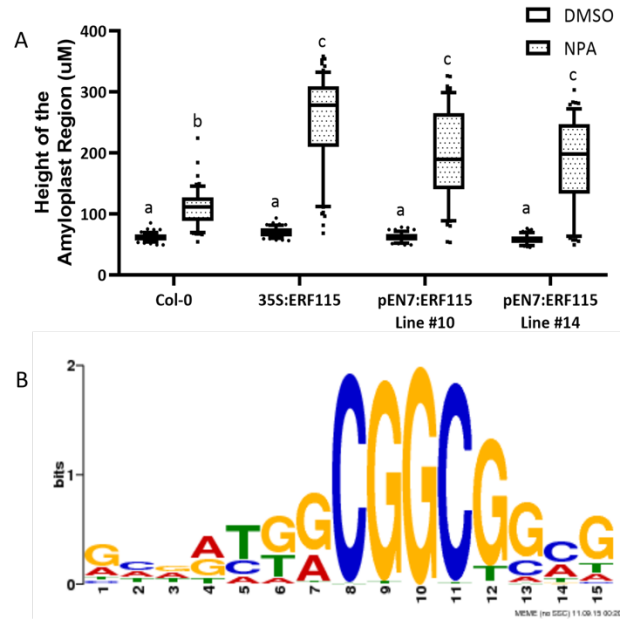 A
DMSO
NPA
Height of the
Amyloplast Region (uM)
400
300
200
100
0
a
b
a
c
a
c
a
c
Col-0
35S:ERF115
pEN7:ERF115
Line #10
pEN7:ERF115
Line #14
B
bits
2
1
0
G
A
C
A
C
G
A
A
G
T
T
C
A
G
T
A
G
A
C
G
G
C
G
T
G
C
A
C
A
T
G
T
A
1 2 3 4 5 6 7 8 9 10 11 12 13 14 15